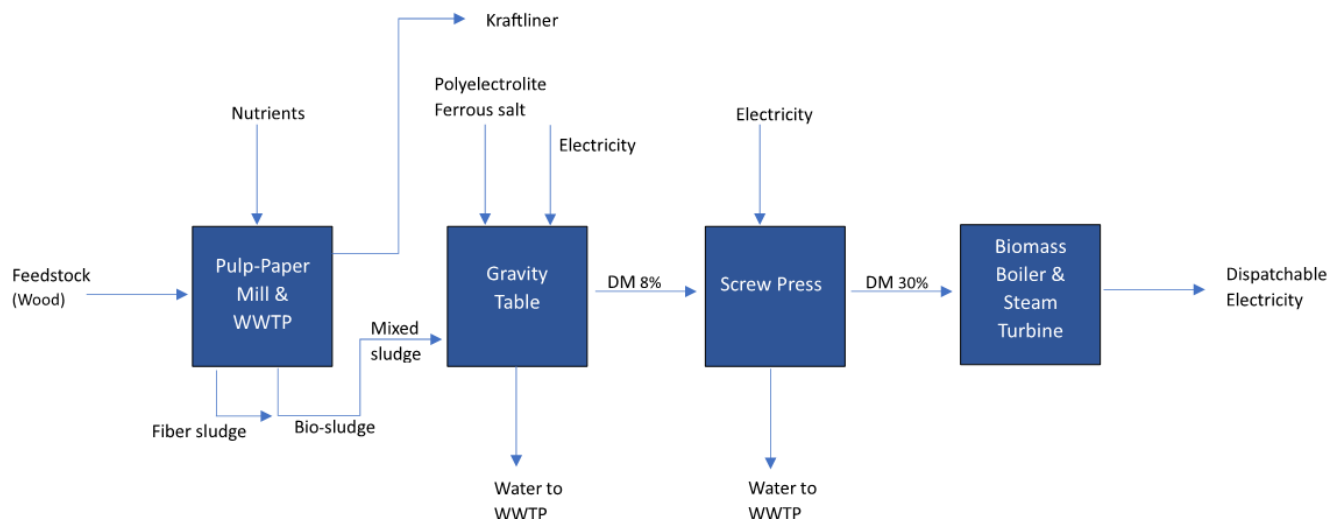 Kraftliner
Polyelectrolite
Ferrous salt
Nutrients
Electricity
Electricity
Feedstock
(Wood)
Pulp-Paper
Mill &
WWTP
Gravity
Table
DM 8%
Screw Press
DM 30%
Biomass
Boiler &
Steam
Turbine
Dispatchable
Electricity
Mixed
sludge
Fiber sludge
Bio-sludge
Water to
WWTP
Water to
WWTP